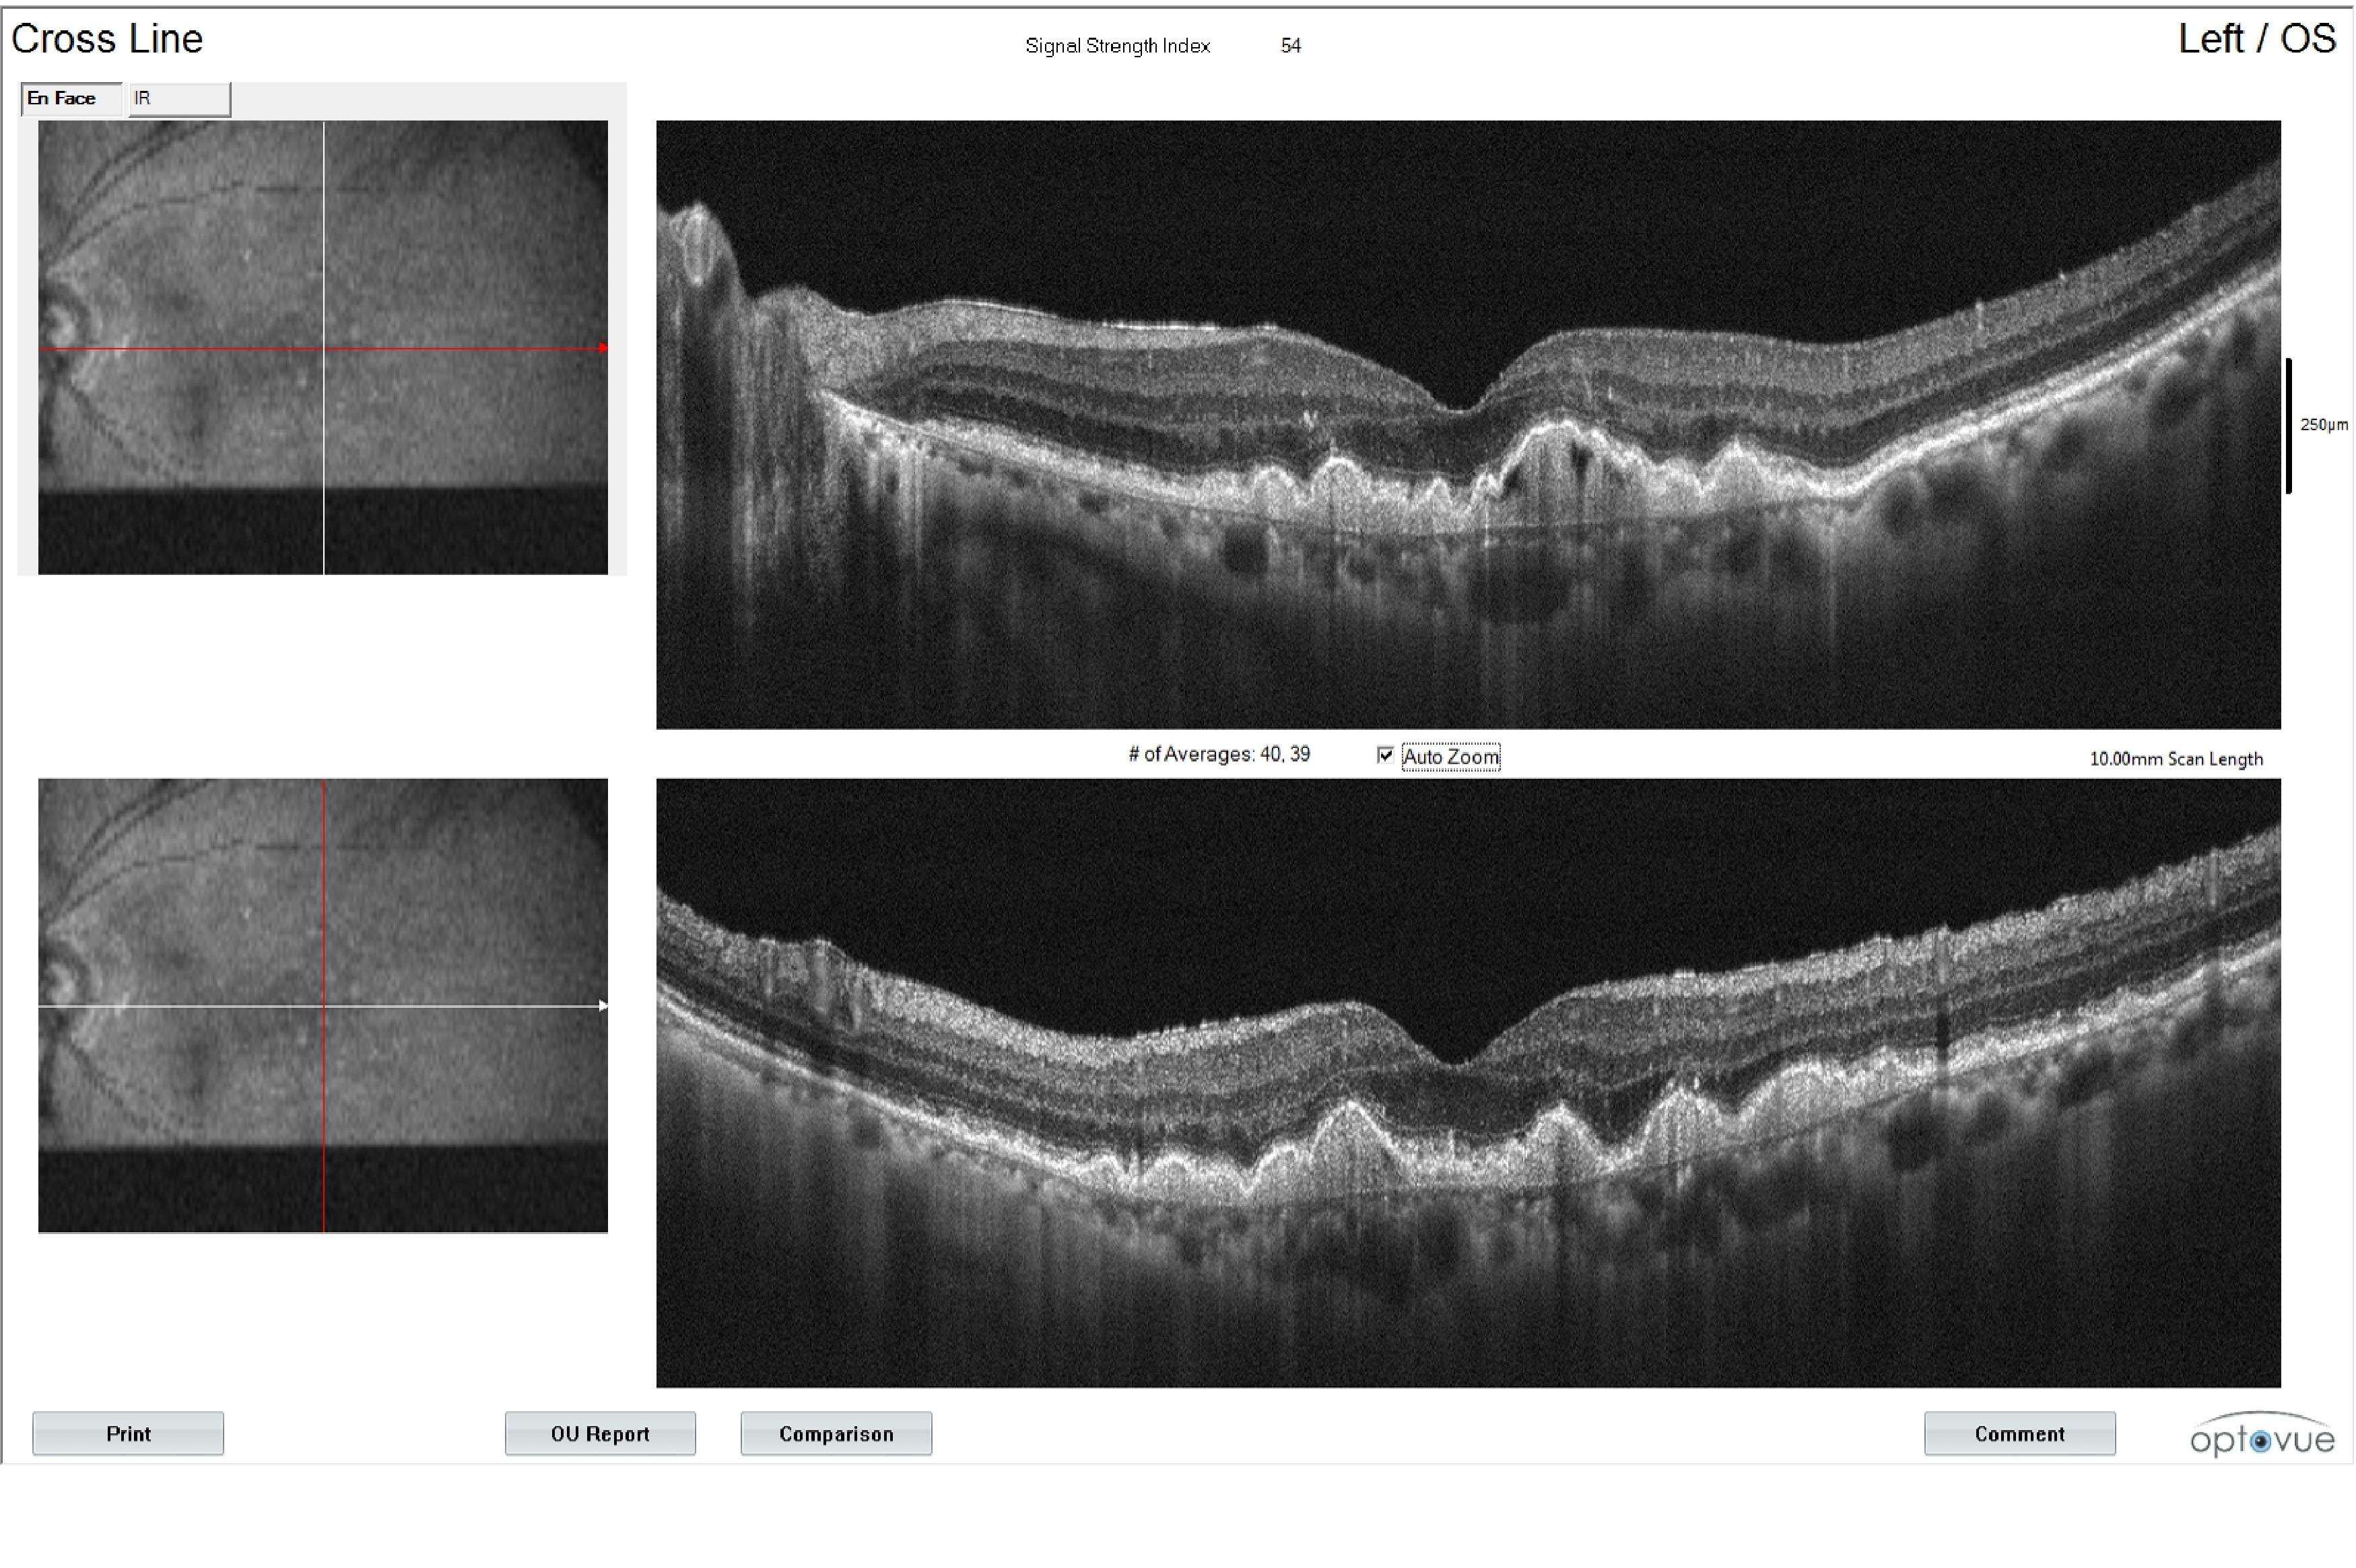 Cross Line
Signal Strength Index 54
Left / OS
En Face
IR
250µm
# of Averages: 40, 39
Auto Zoom
10.00mm Scan Length
Print
OU Report
Comparison
Comment
optovue